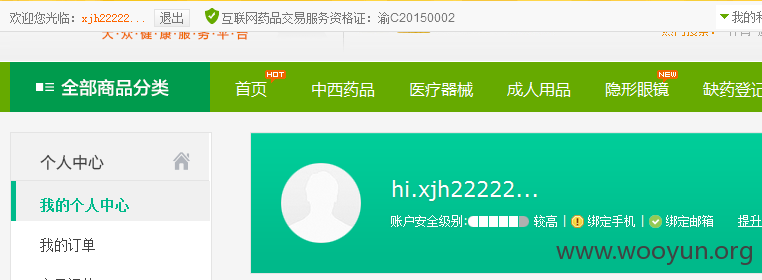 欢迎您光临：xjh22222... 退出 互联网药品交易服务资格证：渝C20150002 我的
大·众·健·康·服·务·平·台
全部商品分类 首页 HOT 中西药品 医疗器械 成人用品 隐形眼镜 NEW 缺药登记
个人中心
hi.xjh22222...
我的个人中心
账户安全级别: 较高 | 绑定手机 | 绑定邮箱 | 提升
我的订单
www.wooyun.org